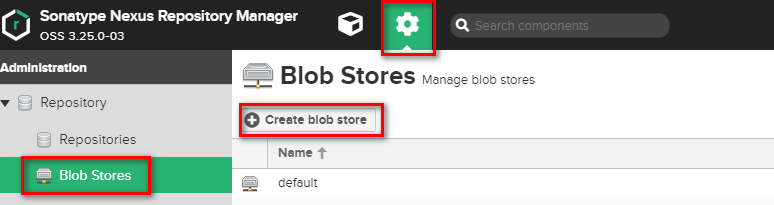 Sonatype Nexus Repository Manager
OSS 3.25.0-03
Search components
Administration
Repository
Repositories
Blob Stores
Blob Stores Manage blob stores
Create blob store
Name
default